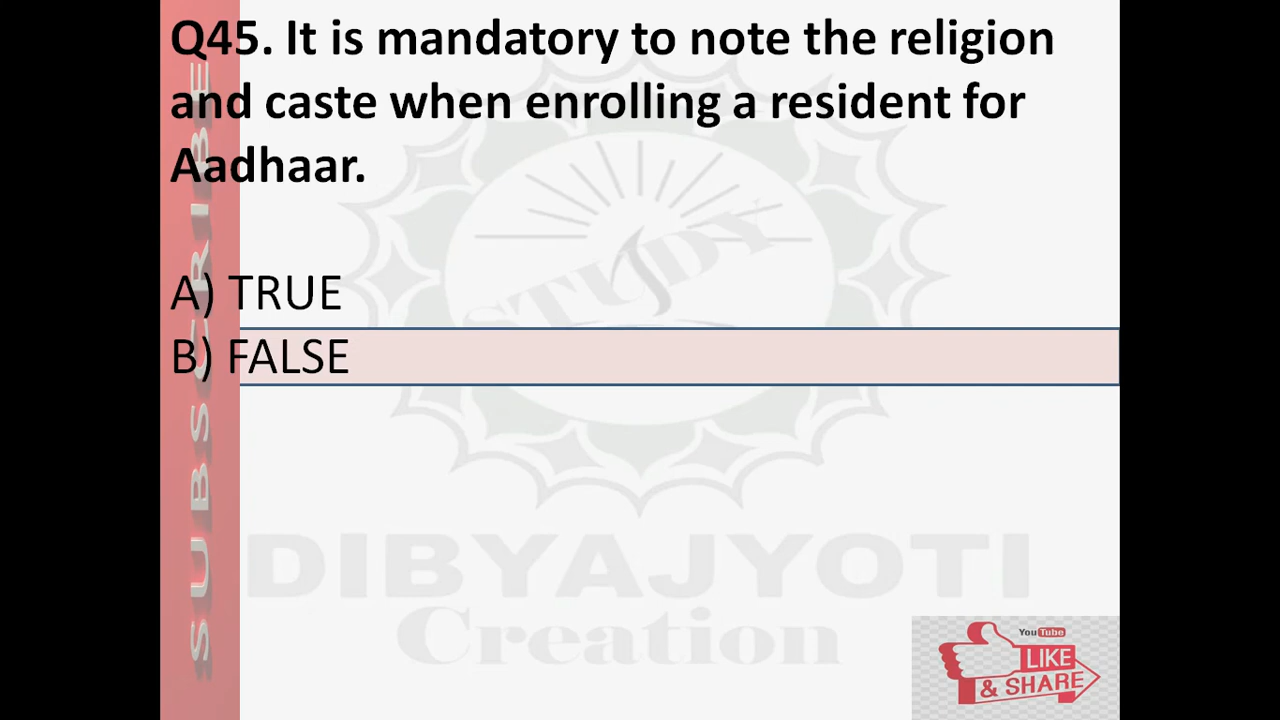 Q45. It is mandatory to note the religion
and caste when enrolling a resident for
Aadhaar.
A) TRUE
B) FALSE
SUBSCRIBE
STUDY
DIBYAJYOTI
Creation
YouTube
LIKE
& SHARE